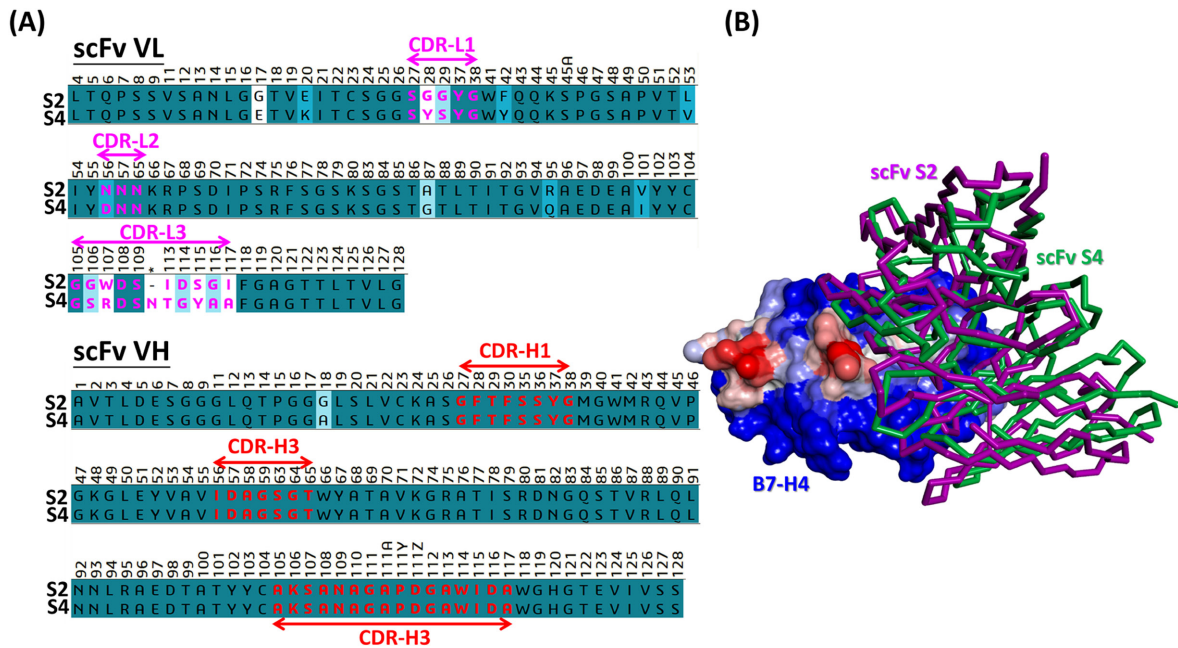 (A)
(B)
scFv VL
CDR-L1
4 5 6 7 8 9 11 12 13 14 15 16 17 18 19 20 21 22 23 24 25 26 27 28 29 37 38 41 42 43 44 45 45A 46 47 48 49 50 51 52 53
S2 L T Q P S S V S A N L G G T V E I T C S G G S G G Y G W F Q Q K S P G S A P V T L
S4 L T Q P S S V S A N L G E T V K I T C S G G S Y S Y G W Y Q Q K S P G S A P V T V
CDR-L2
54 55 56 57 65 66 67 68 69 70 71 72 74 75 76 77 78 79 80 83 84 85 86 87 88 89 90 91 92 93 94 95 96 97 98 99 100 101 102 103 104
S2 I Y N N N K R P S D I P S R F S G S K S G S T A T L T I T G V R A E D E A V Y Y C
S4 I Y D N N K R P S D I P S R F S G S K S G S T G T L T I T G V Q A E D E A I Y Y C
CDR-L3
105 106 107 108 109 * 113 114 115 116 117 118 119 120 121 122 123 124 125 126 127 128
S2 G G W D S - I D S G I F G A G T T L T V L G
S4 G S R D S N T G Y A A F G A G T T L T V L G
scFv VH
CDR-H1
1 2 3 4 5 6 7 8 9 11 12 13 14 15 16 17 18 19 20 21 22 23 24 25 26 27 28 29 30 35 36 37 38 39 40 41 42 43 44 45 46
S2 A V T L D E S G G G L Q T P G G G L S L V C K A S G F T F S S Y G M G W M R Q V P
S4 A V T L D E S G G G L Q T P G G A L S L V C K A S G F T F S S Y G M G W M R Q V P
CDR-H3
47 48 49 50 51 52 53 54 55 56 57 58 59 63 64 65 66 67 68 69 70 71 72 74 75 76 77 78 79 80 81 82 83 84 85 86 87 88 89 90 91
S2 G K G L E Y V A V I D A G S G T W Y A T A V K G R A T I S R D N G Q S T V R L Q L
S4 G K G L E Y V A V I D A G S G T W Y A T A V K G R A T I S R D N G Q S T V R L Q L
92 93 94 95 96 97 98 99 100 101 102 103 104 105 106 107 108 109 110 111 111A 111Y 111Z 112 113 114 115 116 117 118 119 120 121 122 123 124 125 126 127 128
S2 N N L R A E D T A T Y Y C A K S A N A G A P D G A W I D A W G H G T E V I V S S
S4 N N L R A E D T A T Y Y C A K S A N A G A P D G A W I D A W G H G T E V I V S S
CDR-H3
scFv S2
scFv S4
B7-H4